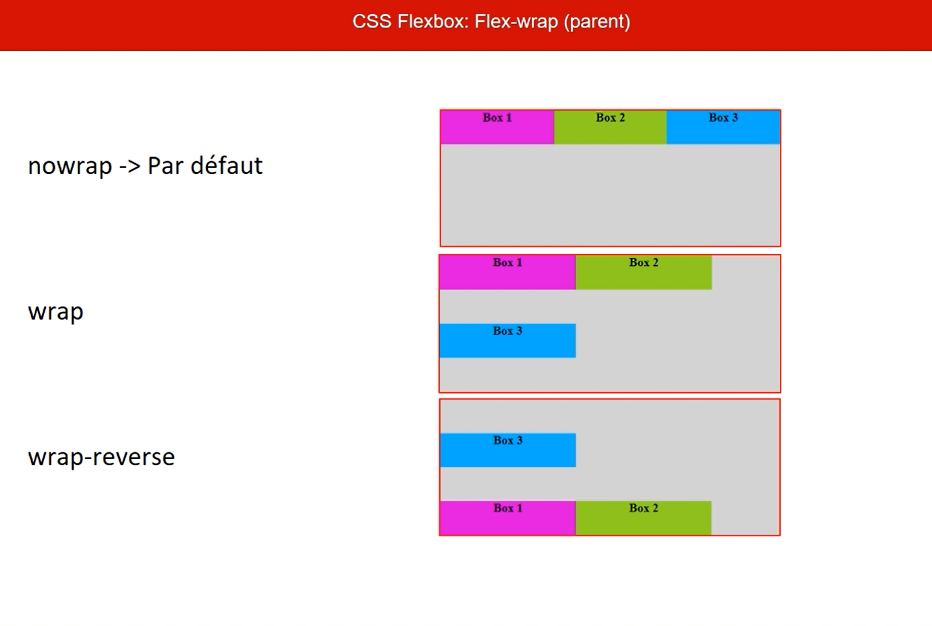 CSS Flexbox: Flex-wrap (parent)
Box 1 Box 2 Box 3
nowrap -> Par défaut
Box 1 Box 2
wrap
Box 3
Box 3
wrap-reverse
Box 1 Box 2